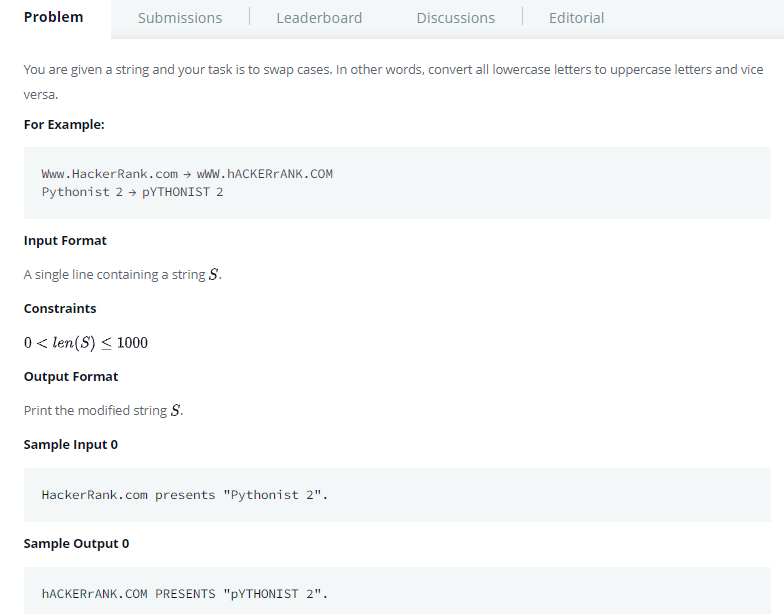 Problem Submissions Leaderboard Discussions Editorial
You are given a string and your task is to swap cases. In other words, convert all lowercase letters to uppercase letters and vice
versa.
For Example:
Www.HackerRank.com → wWW.hACKERrANK.COM
Pythonist 2 → pYTHONIST 2
Input Format
A single line containing a string S.
Constraints
0 < len(S) ≤ 1000
Output Format
Print the modified string S.
Sample Input 0
HackerRank.com presents "Pythonist 2".
Sample Output 0
hACKERrANK.COM PRESENTS "pYTHONIST 2".